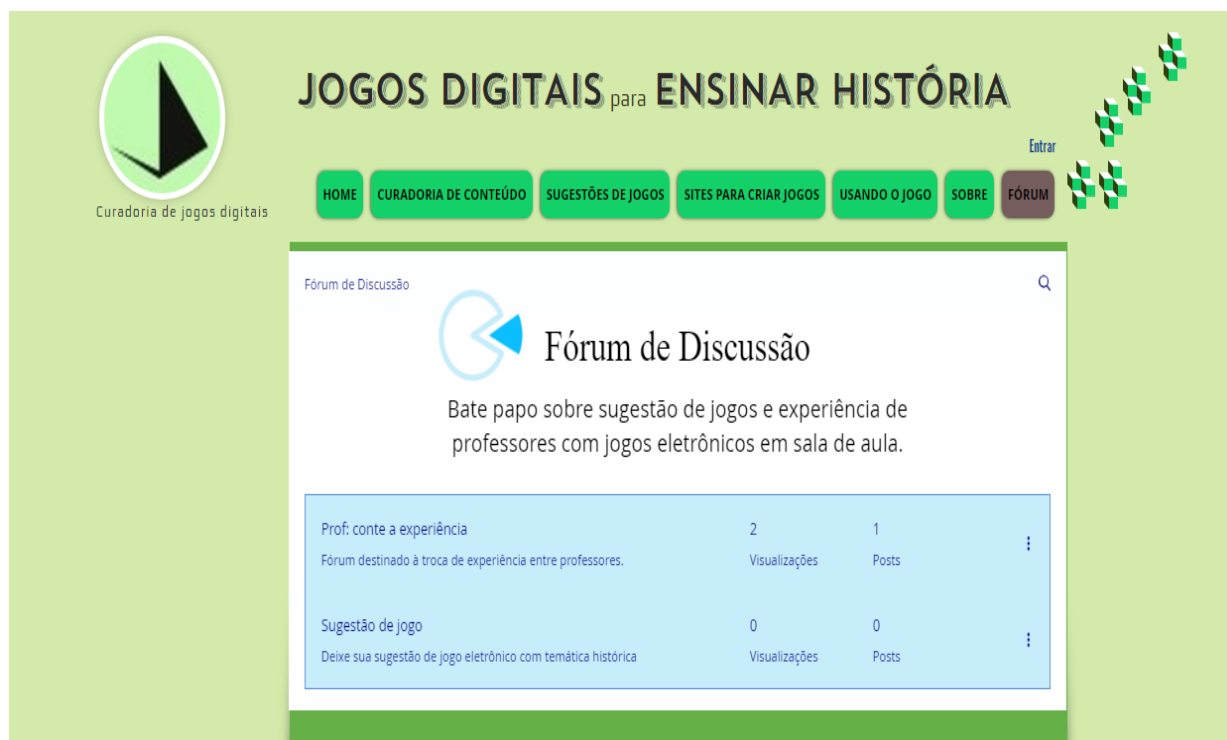 JOGOS DIGITAIS para ENSINAR HISTÓRIA
Entrar
HOME CURADORIA DE CONTEÚDO SUGESTÕES DE JOGOS SITES PARA CRIAR JOGOS USANDO O JOGO SOBRE FÓRUM
Curadoria de jogos digitais
Fórum de Discussão
Fórum de Discussão
Bate papo sobre sugestão de jogos e experiência de
professores com jogos eletrônicos em sala de aula.
Prof: conte a experiência 2 1
Fórum destinado à troca de experiência entre professores. Visualizações Posts
Sugestão de jogo 0 0
Deixe sua sugestão de jogo eletrônico com temática histórica Visualizações Posts